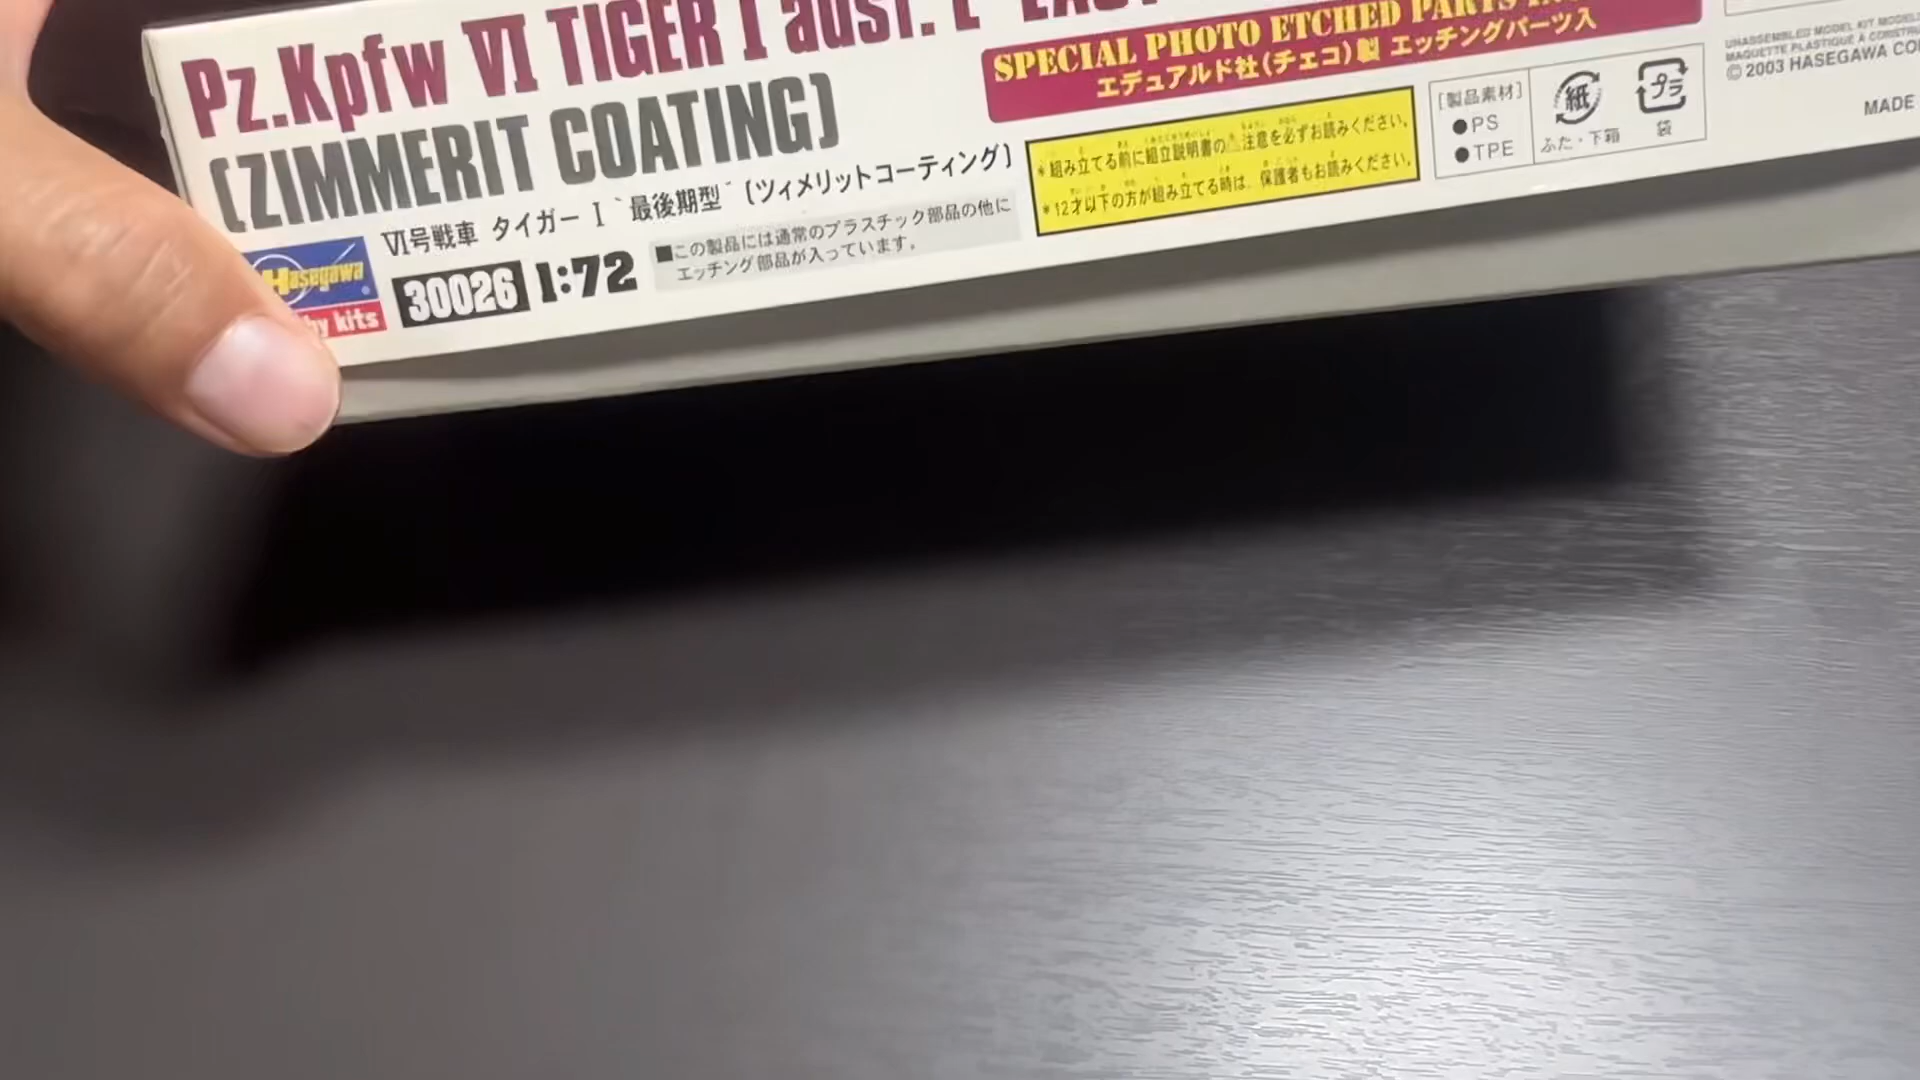 Pz.Kpfw VI TIGER I ausf. E
(ZIMMERIT COATING)
VI号戦車 タイガー I "最後期型" (ツィメリットコーティング)
Hasegawa
hobby kits
30026 1:72
■この製品には通常のプラスチック部品の他に
エッチング部品が入っています。
SPECIAL PHOTO ETCHED PARTS
エデュアルド社(チェコ)製 エッチングパーツ入
*組み立てる前に組立説明書の⚠注意を必ずお読みください。
*12才以下の方が組み立てる時は、保護者もお読みください。
[製品素材]
●PS
●TPE
紙
ふた・下箱
プラ
袋
UNASSEMBLED MODEL KIT
MAQUETTE PLASTIQUE A
© 2003 HASEGAWA
MADE